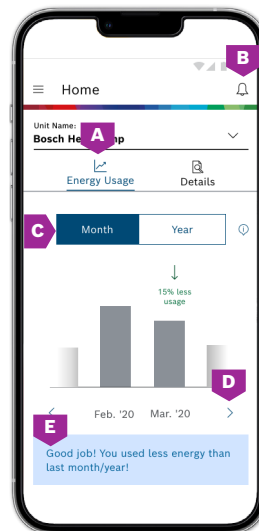 B
Home
Unit Name:
A
Bosch He mp
Energy Usage
Details
C
Month
Year
15% less
usage
D
Feb. '20
Mar. '20
E
Good job! You used less energy than
last month/year!